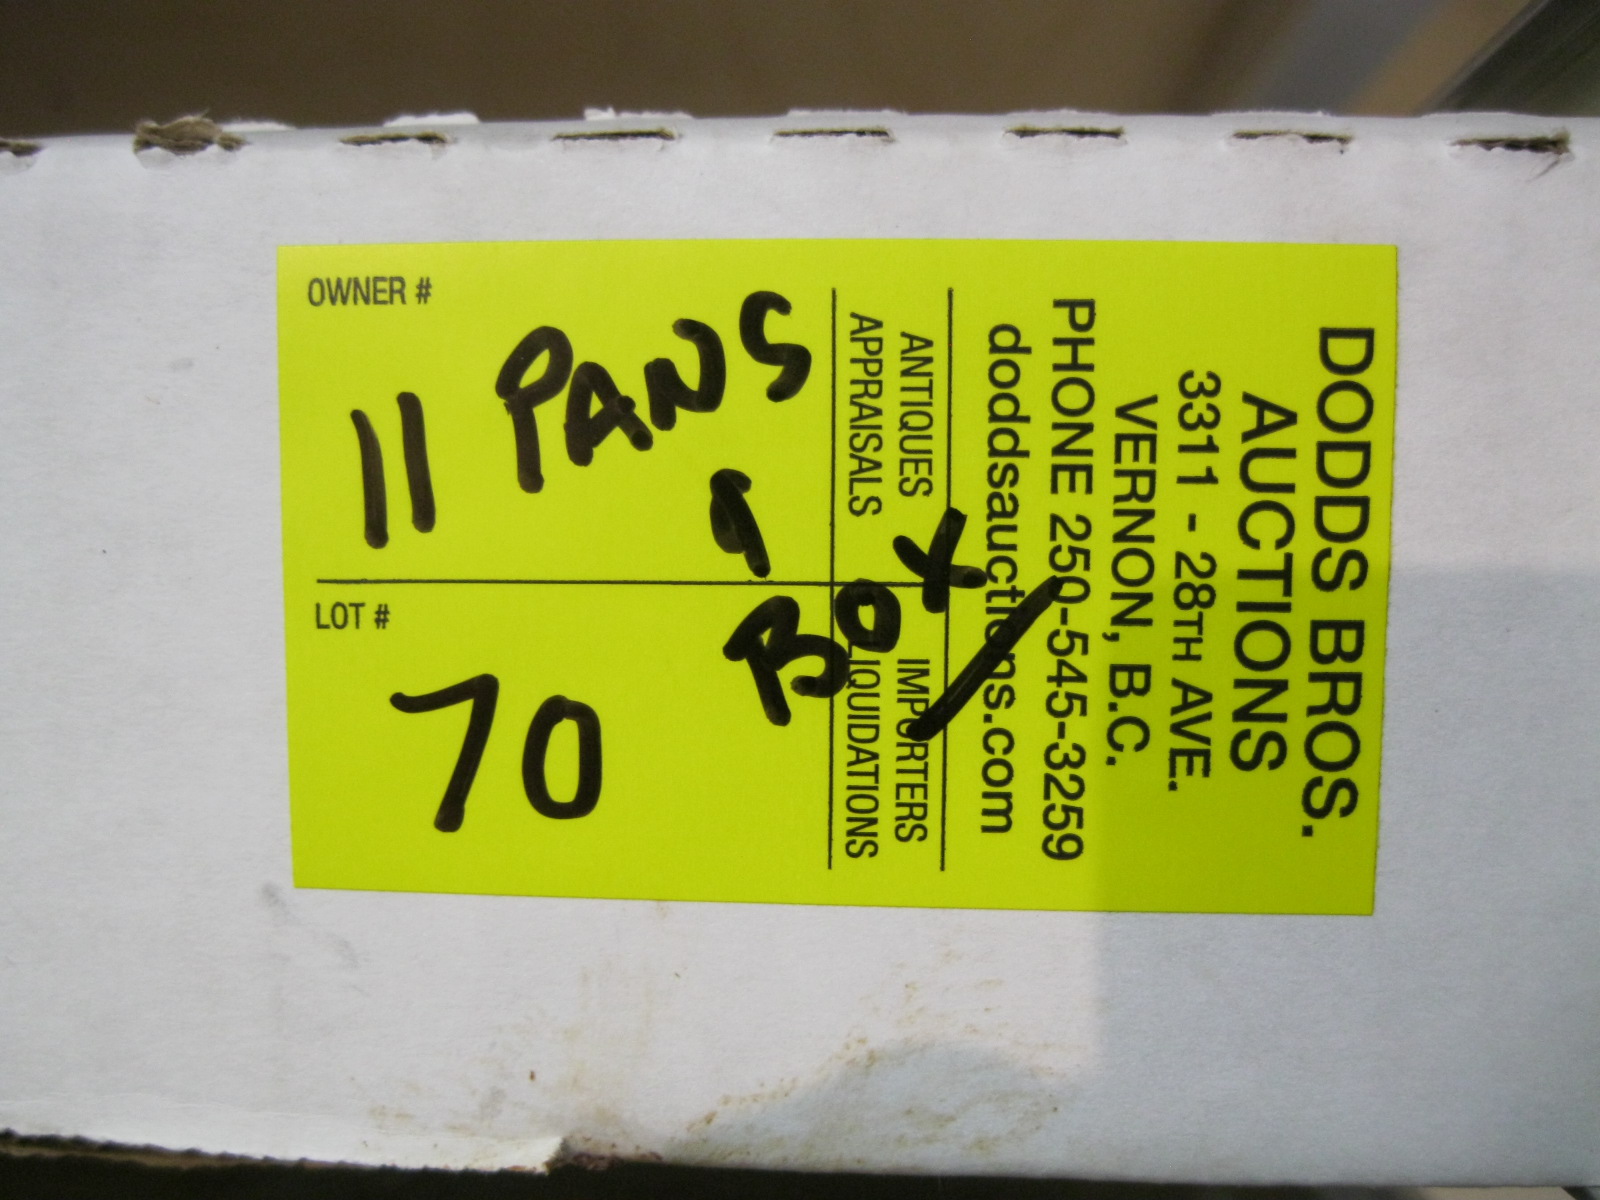 DODDS BROS.
AUCTIONS
3311 - 28TH AVE.
VERNON, B.C.
PHONE 250-545-3259
doddsauctions.com
ANTIQUES IMPORTERS
APPRAISALS LIQUIDATIONS
OWNER #
11 PANS
BOX
LOT #
70